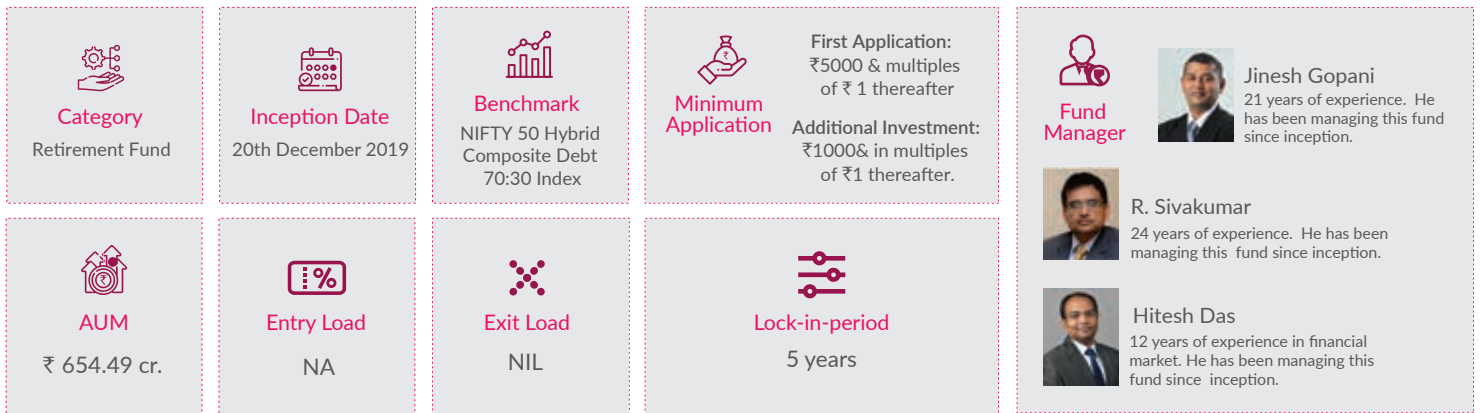 Category
Retirement Fund
Inception Date
20th December 2019
Benchmark
NIFTY 50 Hybrid
Composite Debt
70:30 Index
Minimum
Application
First Application:
₹5000 & multiples
of ₹ 1 thereafter
Additional Investment:
₹1000& in multiples
of ₹1 thereafter.
Fund
Manager
Jinesh Gopani
21 years of experience. He
has been managing this fund
since inception.
R. Sivakumar
24 years of experience. He has been
managing this fund since inception.
Hitesh Das
12 years of experience in financial
market. He has been managing this
fund since inception.
AUM
₹ 654.49 cr.
Entry Load
NA
Exit Load
NIL
Lock-in-period
5 years